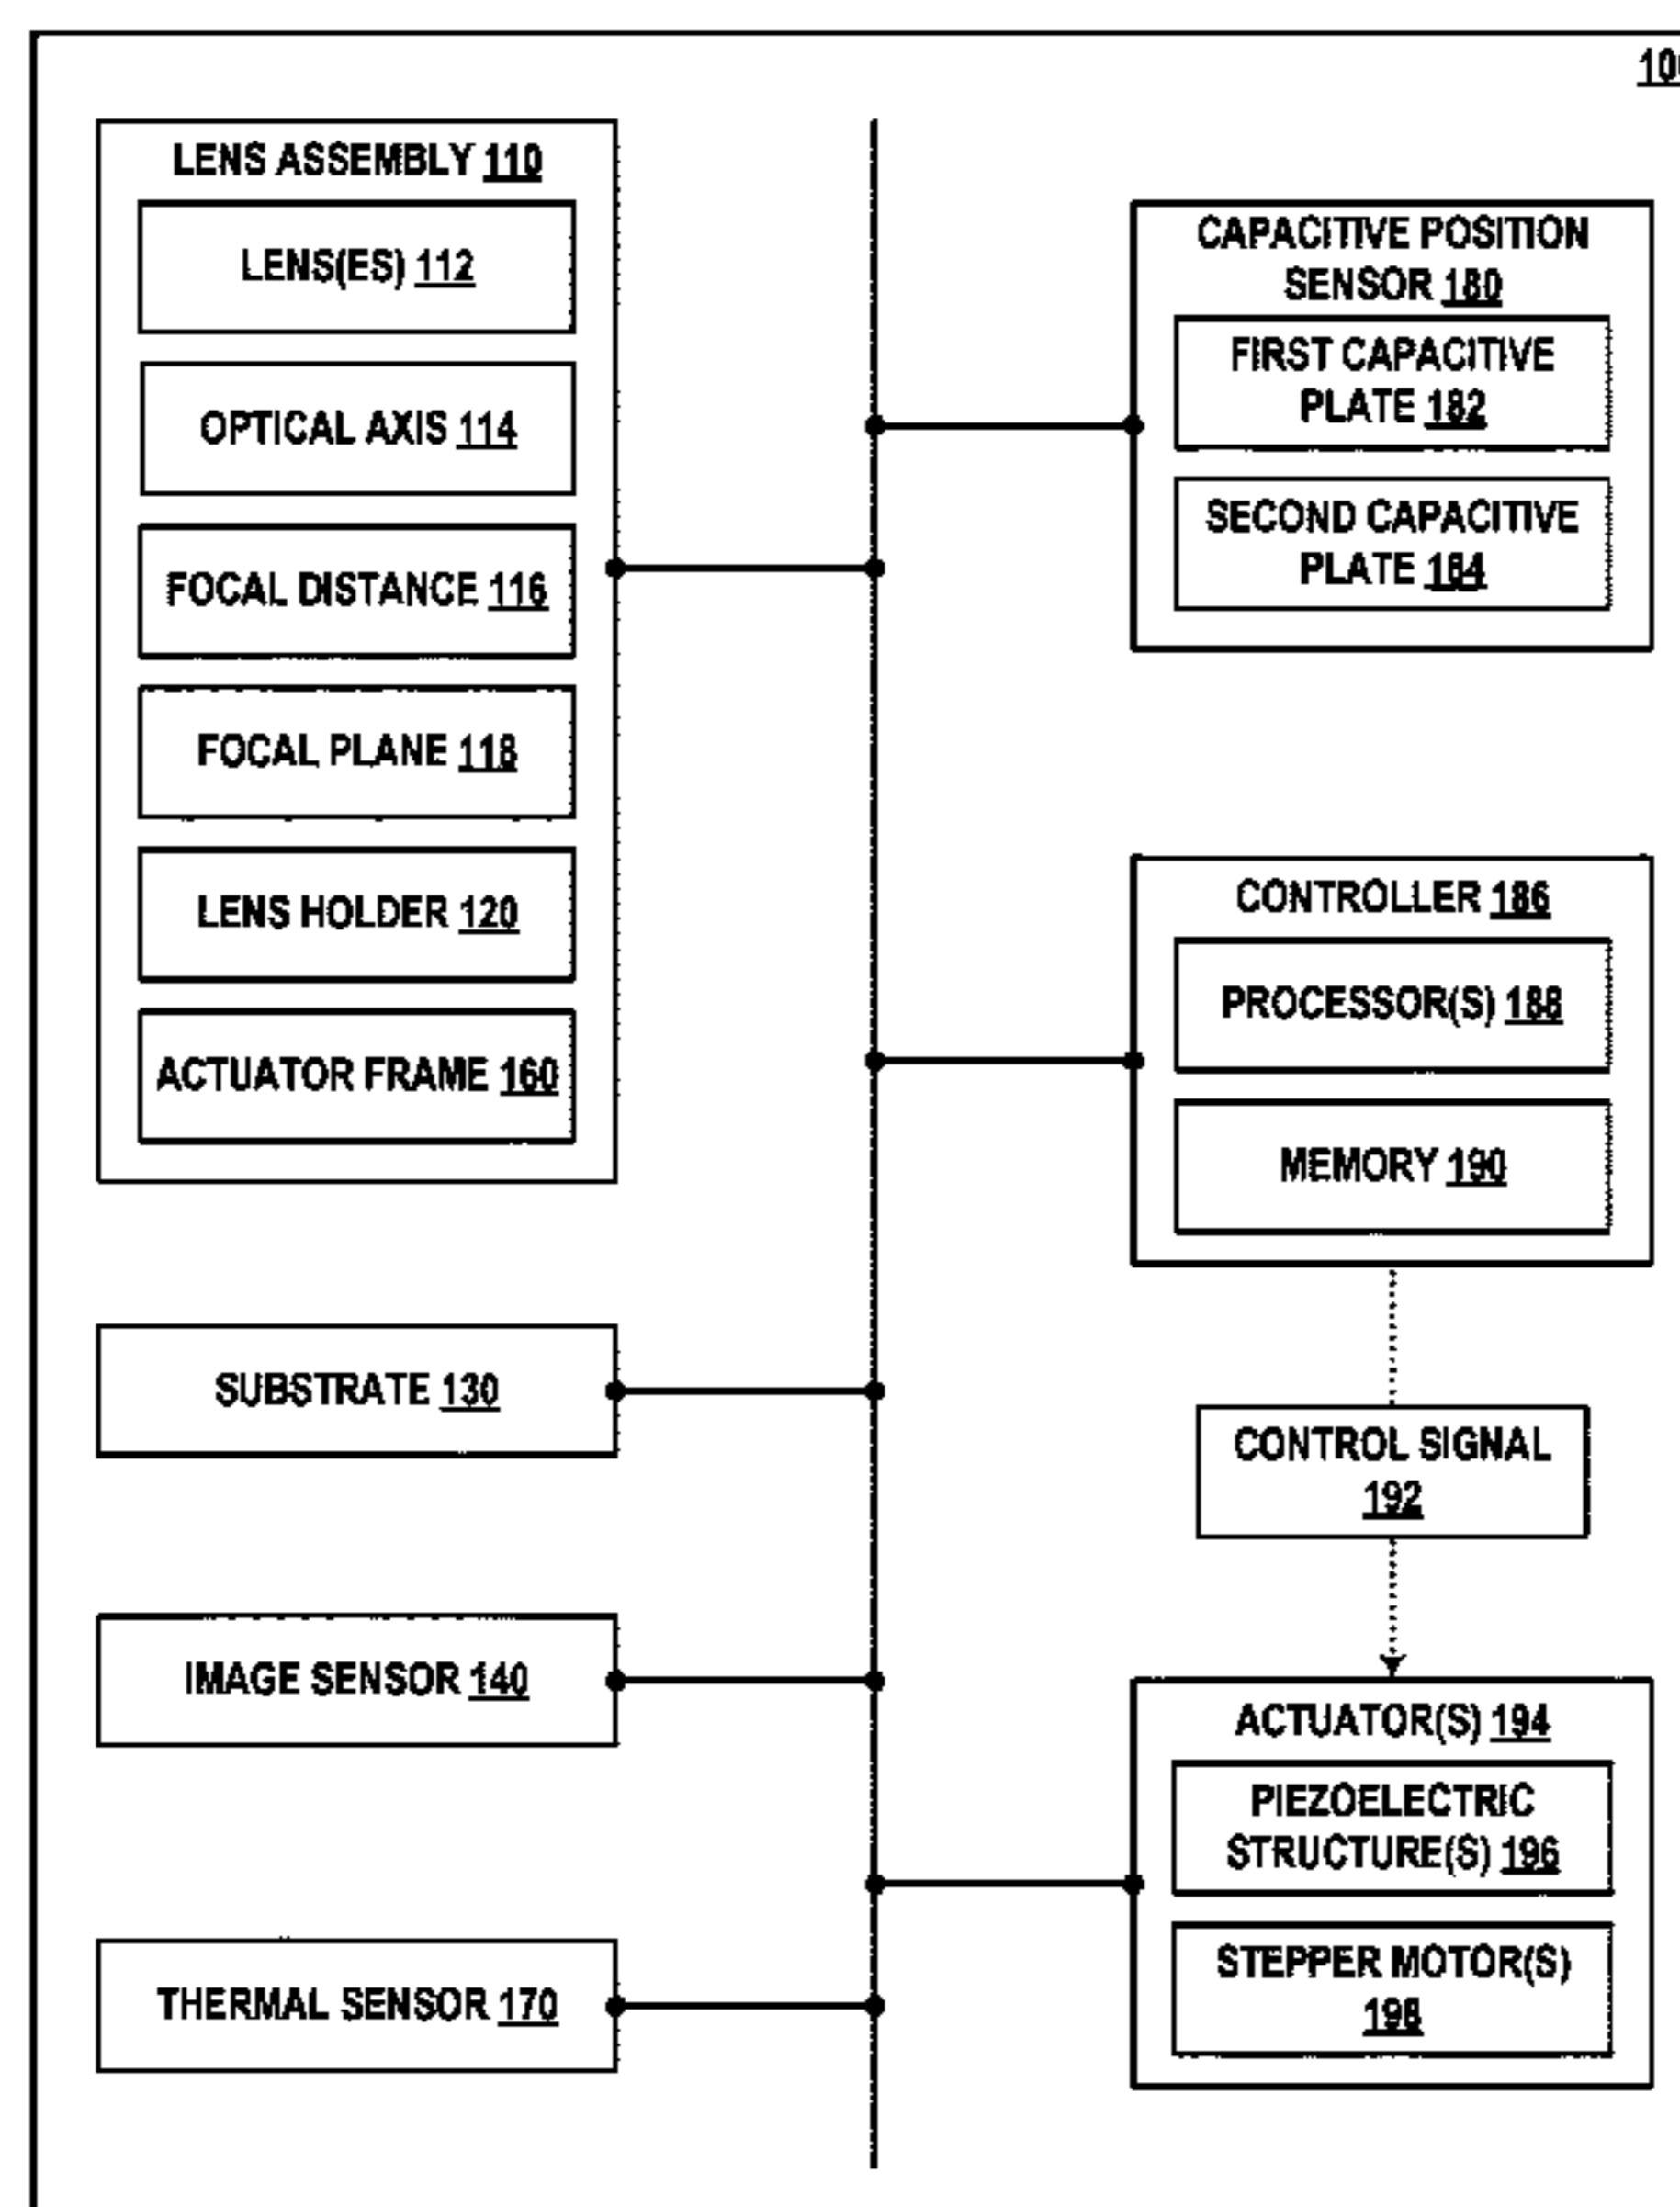 LENS ASSEMBLY 110
LENS(ES) 112
OPTICAL AXIS 114
FOCAL DISTANCE 116
FOCAL PLANE 118
LENS HOLDER 120
ACTUATOR FRAME 160
SUBSTRATE 130
IMAGE SENSOR 140
THERMAL SENSOR 170
CAPACITIVE POSITION
SENSOR 180
FIRST CAPACITIVE
PLATE 182
SECOND CAPACITIVE
PLATE 184
CONTROLLER 186
PROCESSOR(S) 188
MEMORY 190
CONTROL SIGNAL
192
ACTUATOR(S) 194
PIEZOELECTRIC
STRUCTURE(S) 196
STEPPER MOTOR(S)
198